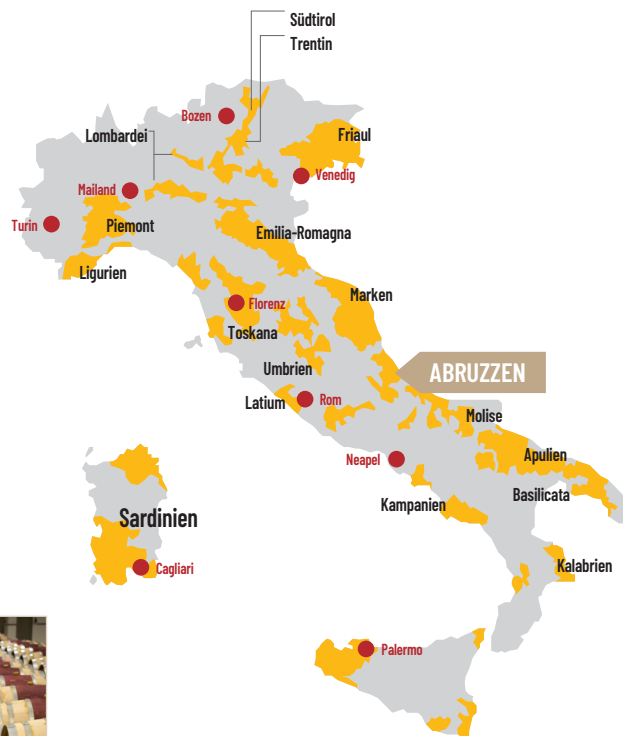 Südtirol
Trentin
Bozen
Lombardei
Friaul
Venedig
Mailand
Turin
Piemont
Emilia-Romagna
Ligurien
Marken
Florenz
Toskana
Umbrien
ABRUZZEN
Latium
Rom
Molise
Neapel
Apulien
Basilicata
Kampanien
Sardinien
Kalabrien
Cagliari
Palermo